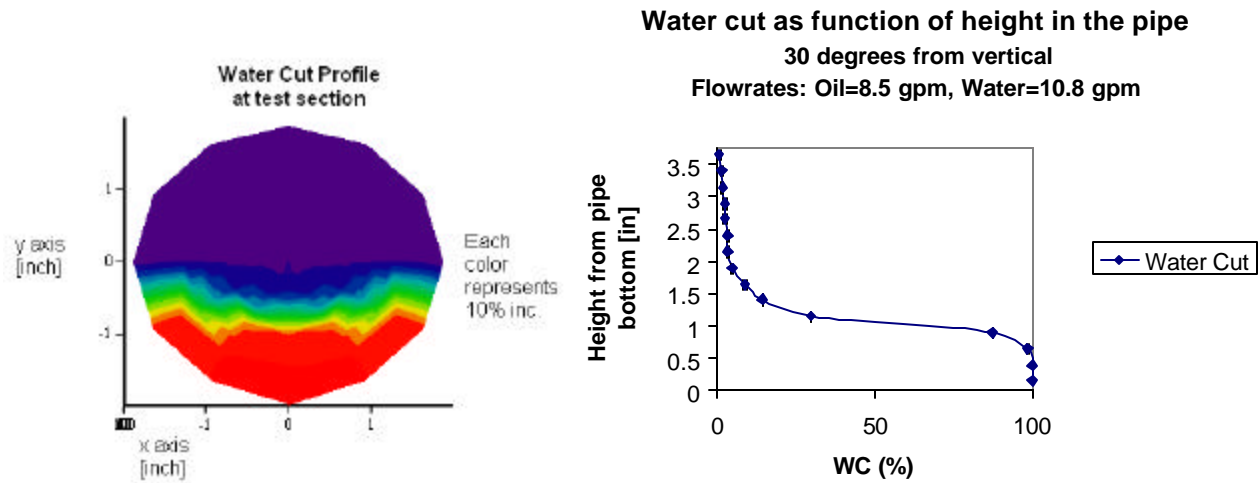 Water Cut Profile
at test section
1
0
-1
y axis
[inch]
-1
0
1
x axis
[inch]
Each
color
represents
10% inc.
Water cut as function of height in the pipe
30 degrees from vertical
Flowrates: Oil=8.5 gpm, Water=10.8 gpm
Height from pipe
bottom [in]
3.5
3
2.5
2
1.5
1
0.5
0
0
50
100
WC (%)
Water Cut